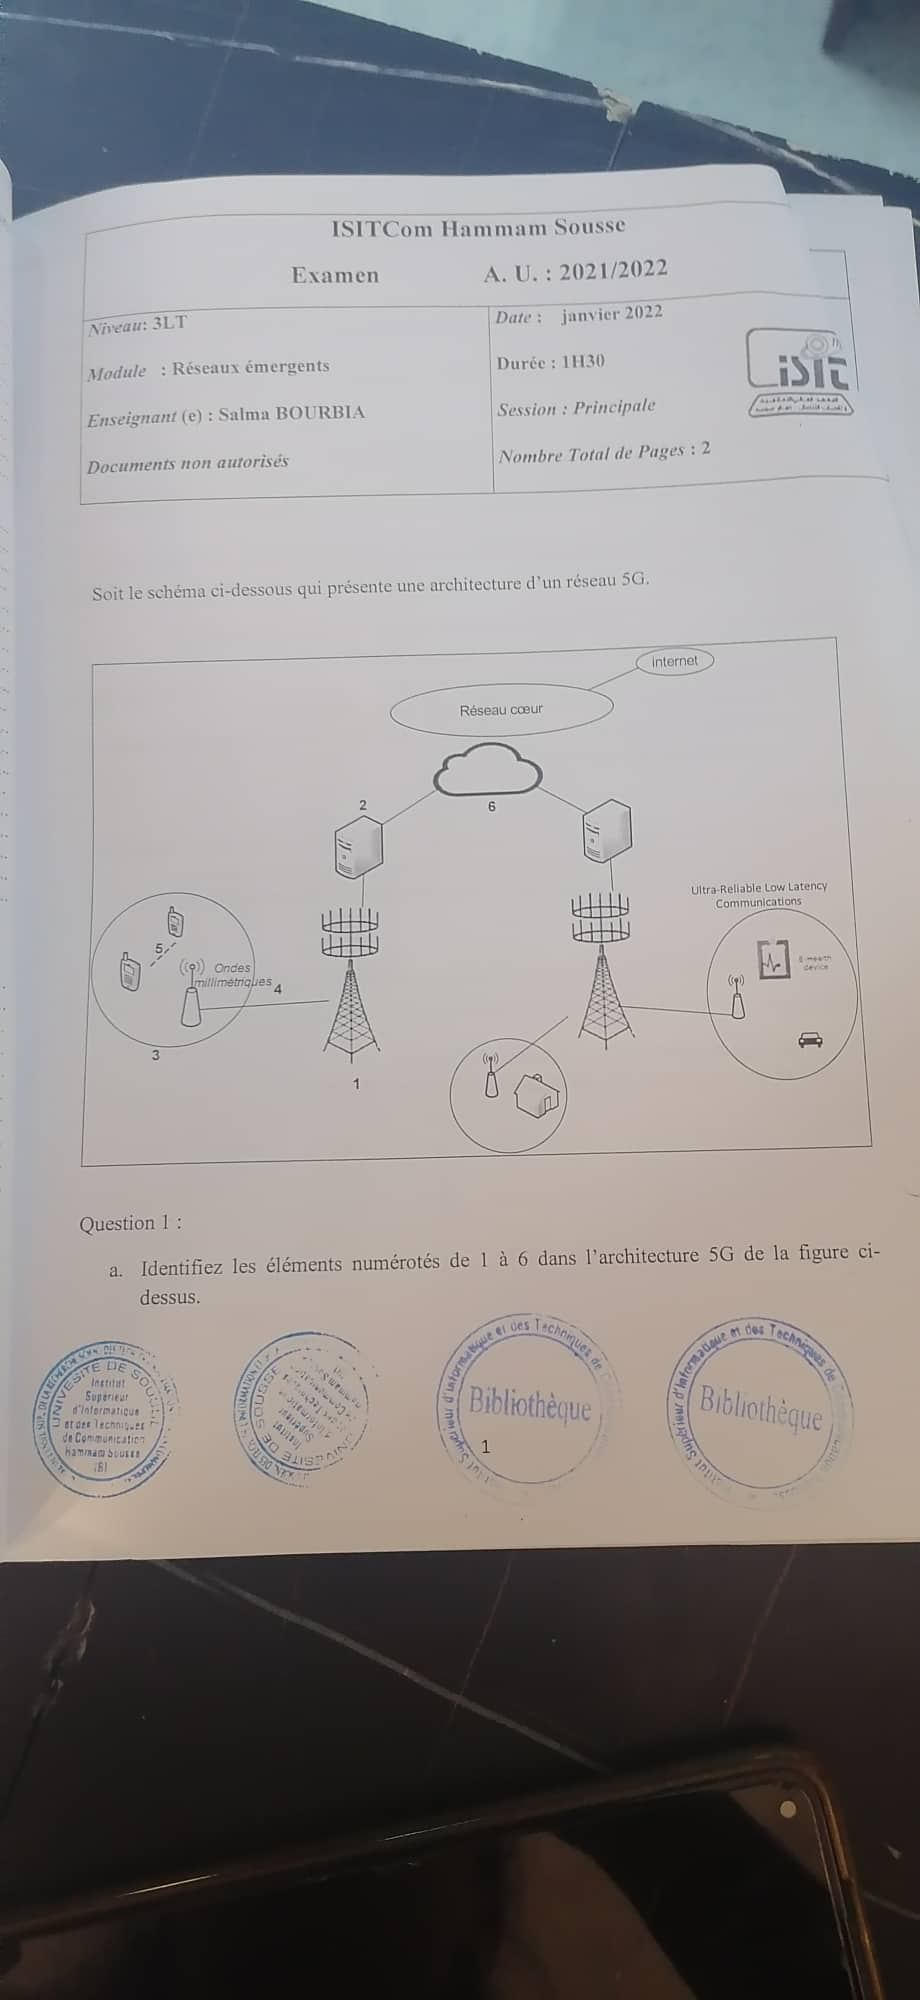 ISITCom Hammam Sousse
Examen A. U. : 2021/2022
Niveau: 3LT
Date : janvier 2022
Module : Réseaux émergents
Durée : 1H30
Enseignant (e) : Salma BOURBIA
Session : Principale
Documents non autorisés
Nombre Total de Pages : 2
isit
Soit le schéma ci-dessous qui présente une architecture d'un réseau 5G.
internet
Réseau cœur
2
6
Ultra-Reliable Low Latency
Communications
5
Ondes
millimétriques
4
E-Health
device
3
1
Question 1 :
a. Identifiez les éléments numérotés de 1 à 6 dans l'architecture 5G de la figure ci-
dessus.
UNIVESITE DE SOUSSE
Institut
Supérieur
d'Informatique
et des Techniques
de Communication
Hammam Sousse
(B)
Bibliothèque
Bibliothèque
1